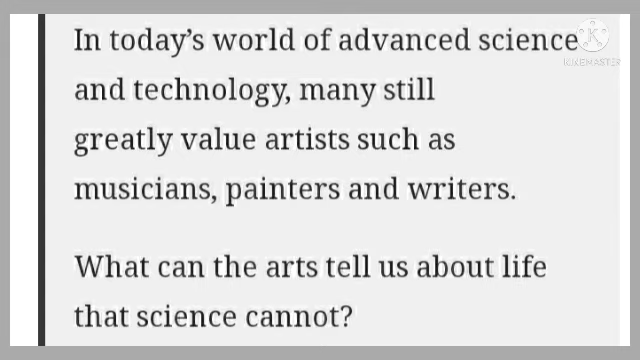 In today's world of advanced science
KINEMASTER
and technology, many still
greatly value artists such as
musicians, painters and writers.
What can the arts tell us about life
that science cannot?